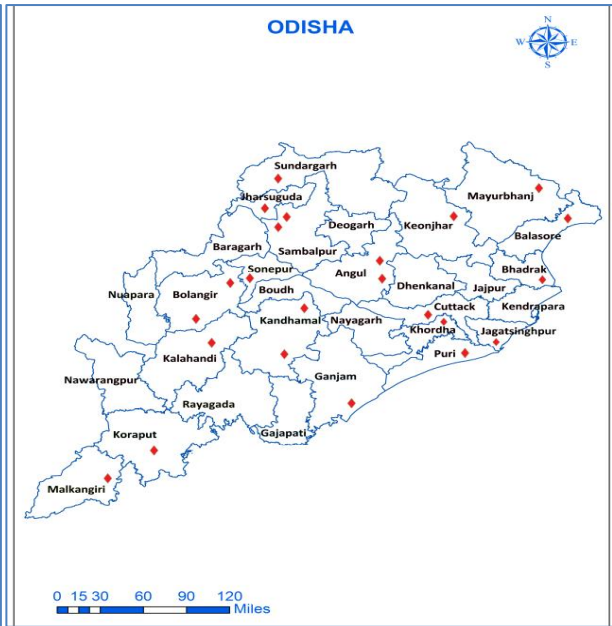 ODISHA
N
W E
S
Sundargarh
Jharsuguda
Mayurbhanj
Deogarh
Keonjhar
Balasore
Baragarh
Sambalpur
Sonepur
Angul
Bhadrak
Nuapara
Bolangir
Boudh
Dhenkanal
Jajpur
Cuttack
Kendrapara
Kandhamal
Nayagarh
Khordha
Jagatsinghpur
Kalahandi
Puri
Nawarangpur
Ganjam
Rayagada
Koraput
Gajapati
Malkangiri
0 15 30 60 90 120
Miles